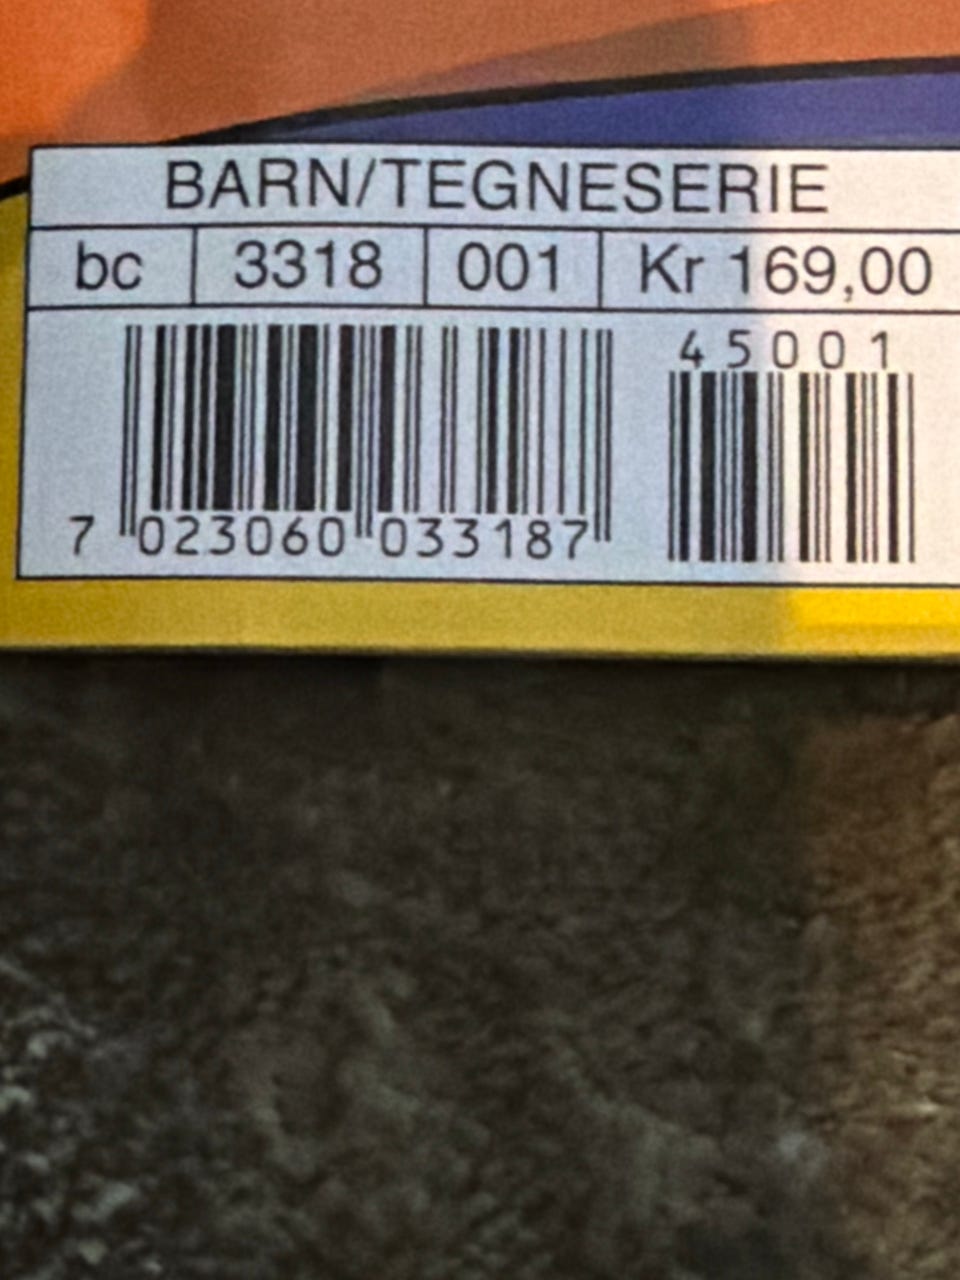 BARN/TEGNESERIE
bc 3318 001 Kr 169,00
45001
7 023060 033187